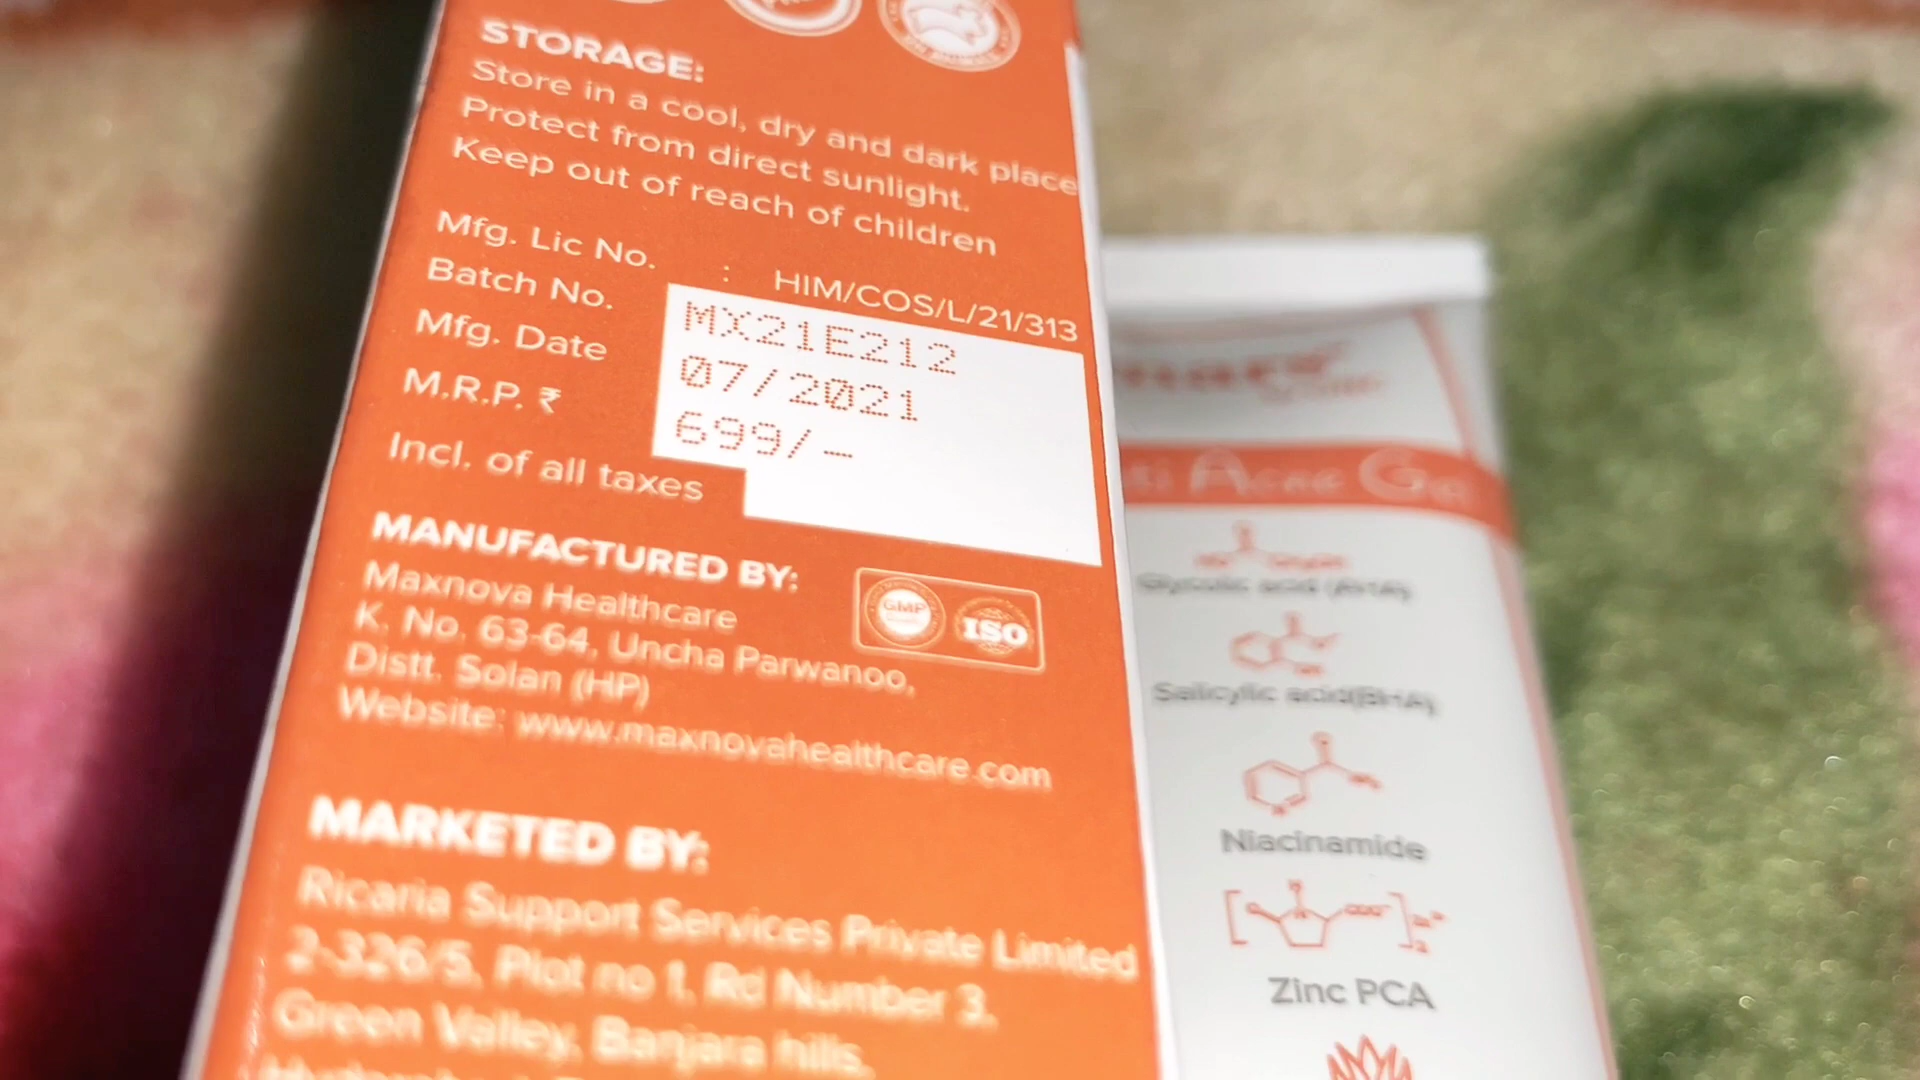 STORAGE:
Store in a cool, dry and dark place
Protect from direct sunlight.
Keep out of reach of children
Mfg. Lic No. : HIM/COS/L/21/313
Batch No. MX21E212
Mfg. Date 07/2021
M.R.P. ₹ 699/-
Incl. of all taxes
MANUFACTURED BY:
Maxnova Healthcare
K. No. 63-64, Uncha Parwanoo,
Distt. Solan (HP)
Website: www.maxnovahealthcare.com
GMP
ISO
MARKETED BY:
Ricaria Support Services Private Limited
2-326/5, Plot no 1, Rd Number 3,
Green Valley, Banjara hills,
Acne Gel
Glycolic acid (AHA)
Salicylic acid(BHA)
Niacinamide
Zinc PCA